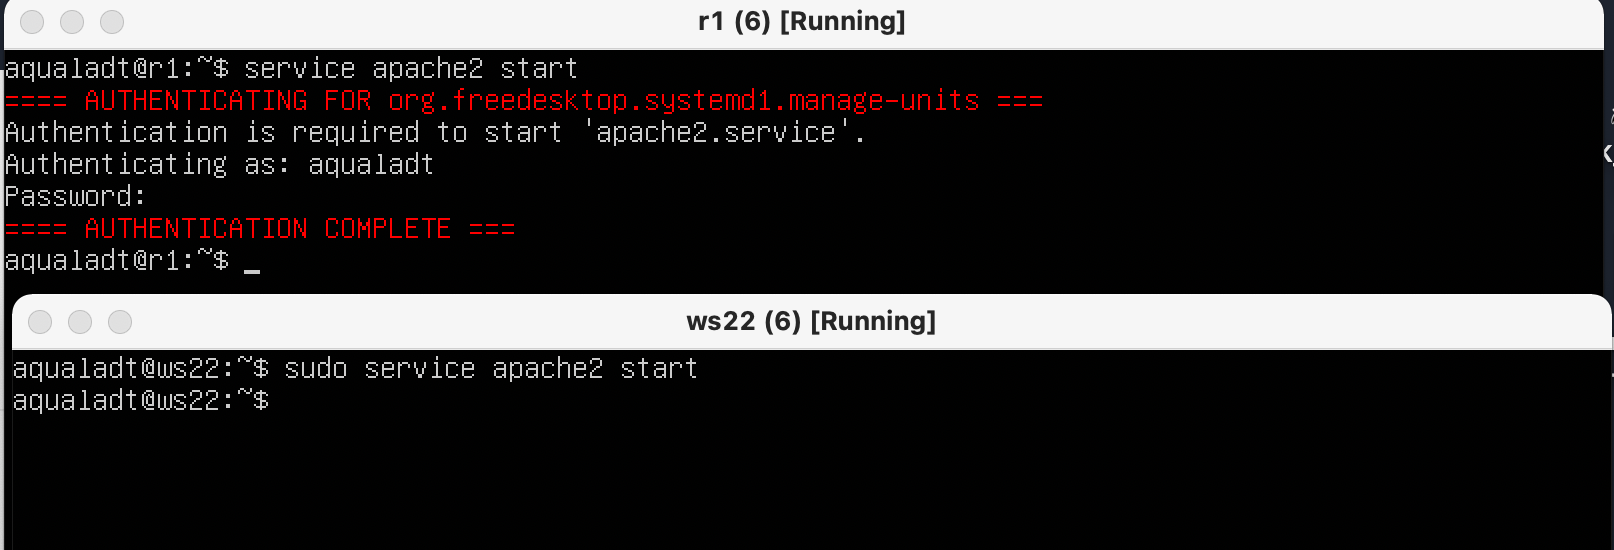 r1 (6) [Running]
aqualadt@r1:~$ service apache2 start
==== AUTHENTICATING FOR org.freedesktop.systemd1.manage-units ===
Authentication is required to start 'apache2.service'.
Authenticating as: aqualadt
Password:
==== AUTHENTICATION COMPLETE ===
aqualadt@r1:~$ _
ws22 (6) [Running]
aqualadt@ws22:~$ sudo service apache2 start
aqualadt@ws22:~$